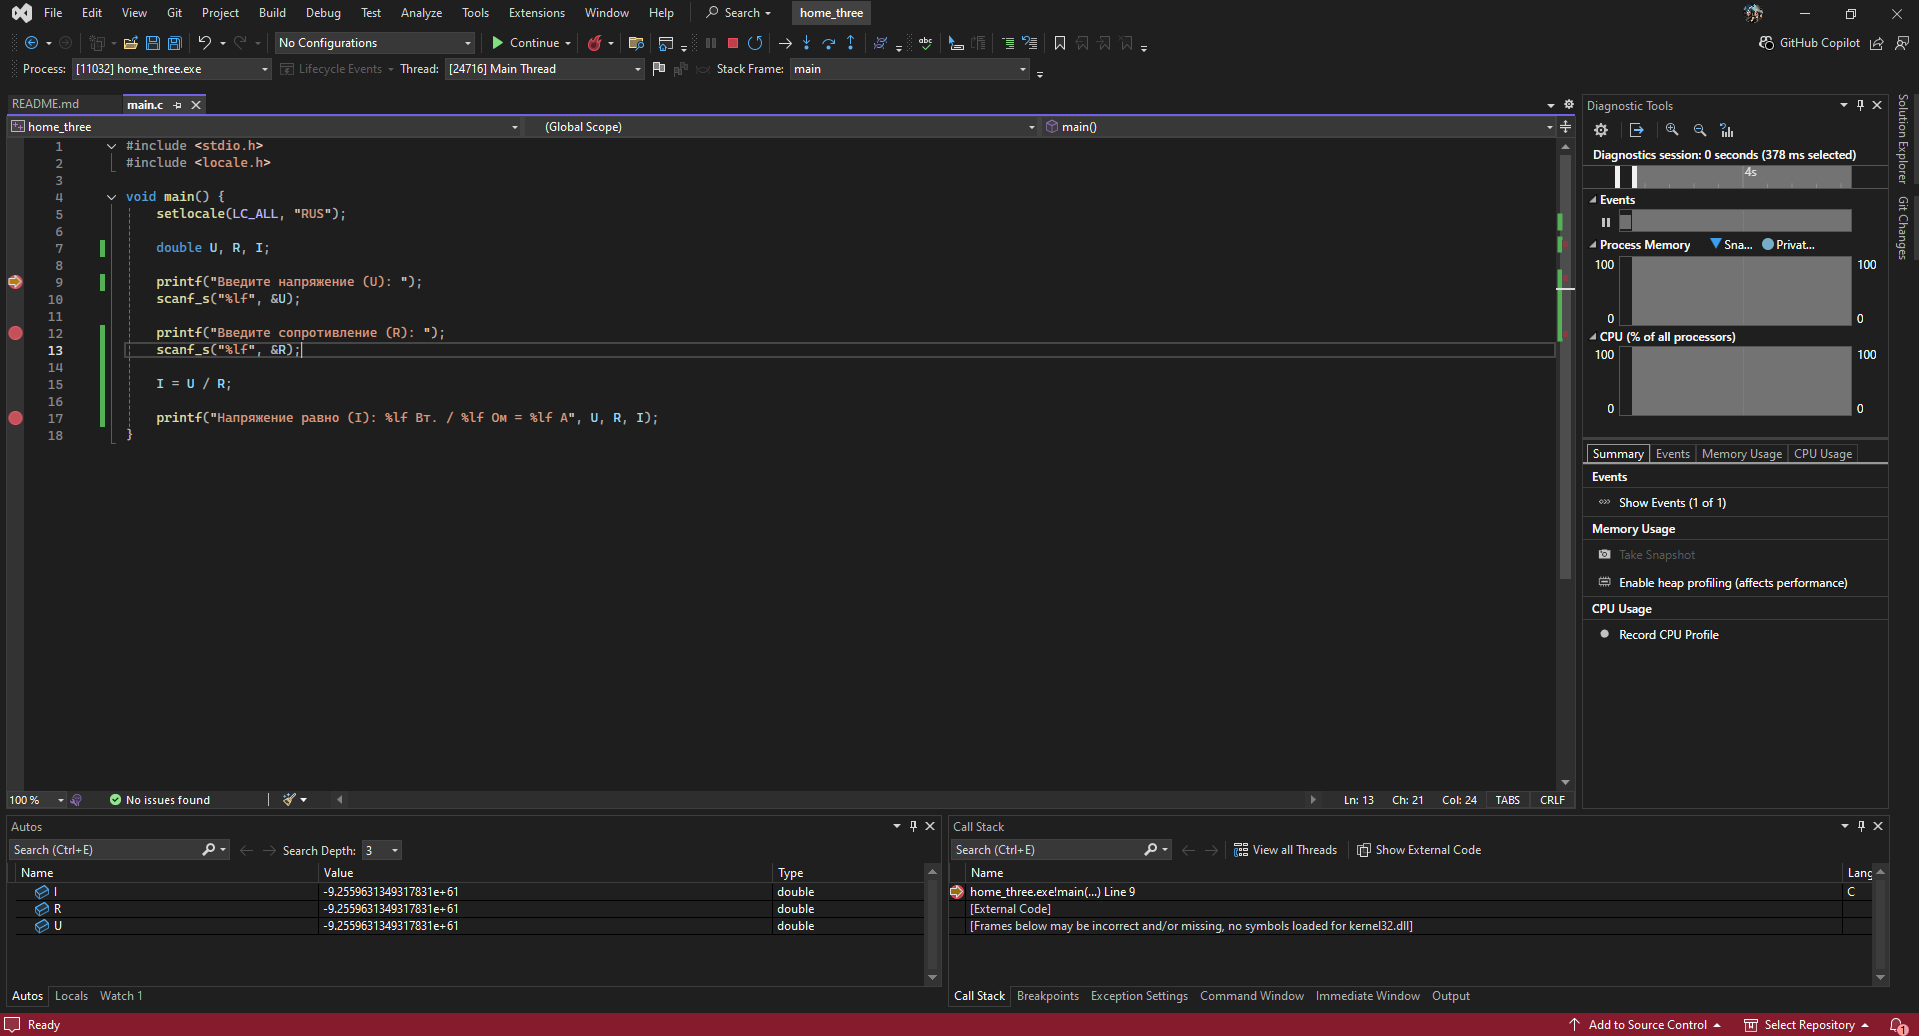 File Edit View Git Project Build Debug Test Analyze Tools Extensions Window Help Search home_three
No Configurations Continue GitHub Copilot
Process: [11032] home_three.exe Lifecycle Events Thread: [24716] Main Thread Stack Frame: main
README.md main.c
home_three (Global Scope) main()
1 #include <stdio.h>
2 #include <locale.h>
3
4 void main() {
5 setlocale(LC_ALL, "RUS");
6
7 double U, R, I;
8
9 printf("Введите напряжение (U): ");
10 scanf_s("%lf", &U);
11
12 printf("Введите сопротивление (R): ");
13 scanf_s("%lf", &R);
14
15 I = U / R;
16
17 printf("Напряжение равно (I): %lf Вт. / %lf Ом = %lf А", U, R, I);
18 }
100 % No issues found Ln: 13 Ch: 21 Col: 24 TABS CRLF
Diagnostic Tools
Diagnostics session: 0 seconds (378 ms selected)
4s
Events
Process Memory Sna... Privat...
100 100
0 0
CPU (% of all processors)
100 100
0 0
Summary Events Memory Usage CPU Usage
Events
Show Events (1 of 1)
Memory Usage
Take Snapshot
Enable heap profiling (affects performance)
CPU Usage
Record CPU Profile
Solution Explorer
Git Changes
Autos
Search (Ctrl+E) Search Depth: 3
Name Value Type
I -9.2559631349317831e+61 double
R -9.2559631349317831e+61 double
U -9.2559631349317831e+61 double
Autos Locals Watch 1
Call Stack
Search (Ctrl+E) View all Threads Show External Code
Name Lang
home_three.exe!main(...) Line 9 C
[External Code]
[Frames below may be incorrect and/or missing, no symbols loaded for kernel32.dll]
Call Stack Breakpoints Exception Settings Command Window Immediate Window Output
Ready Add to Source Control Select Repository 1